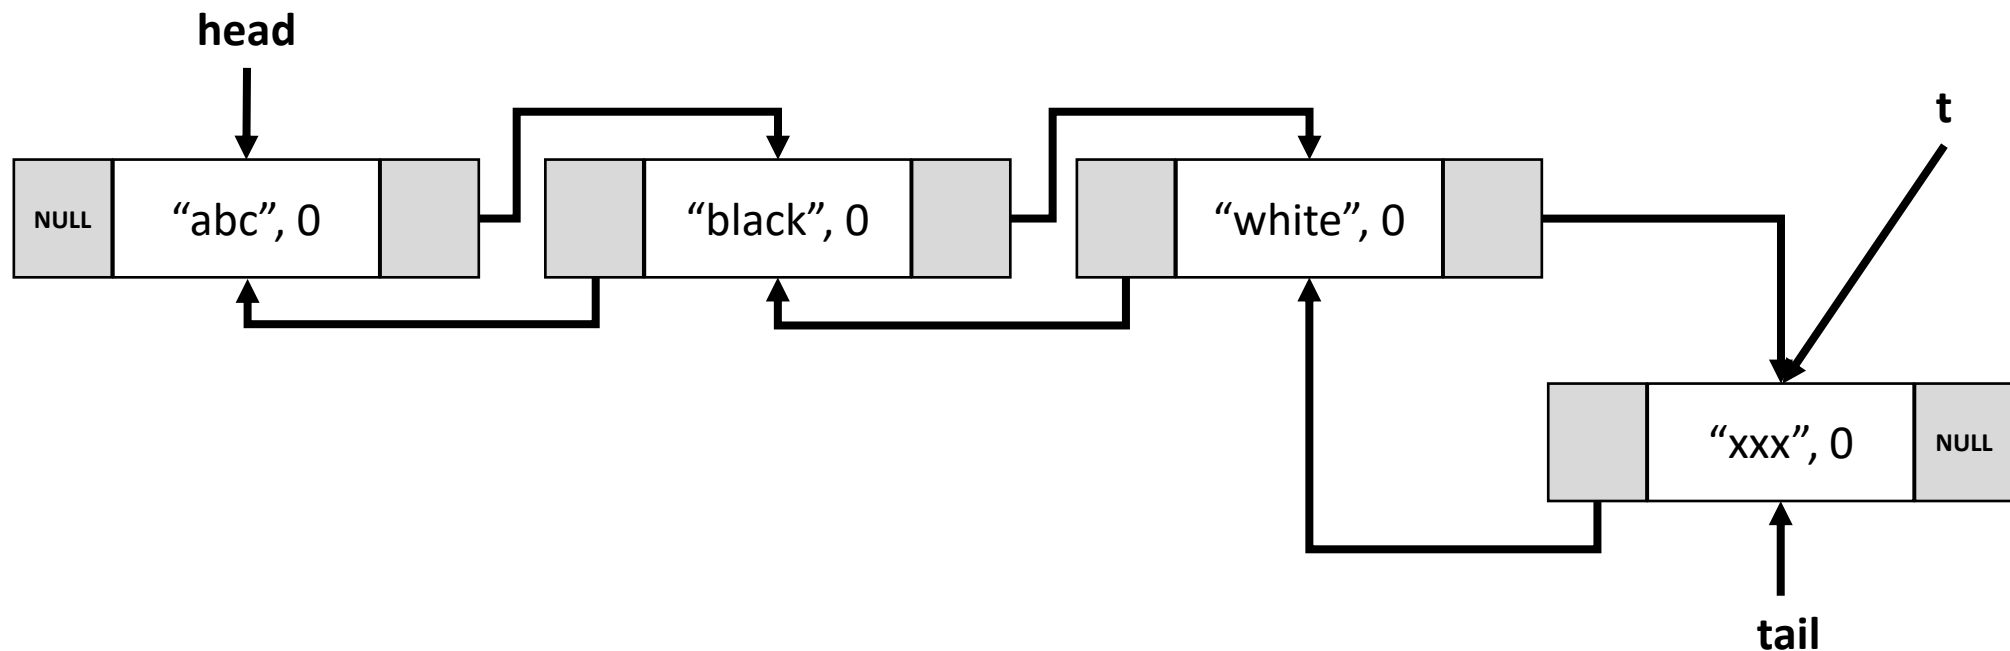 head
t
NULL
“abc”, 0
“black”, 0
“white”, 0
“xxx”, 0
NULL
tail